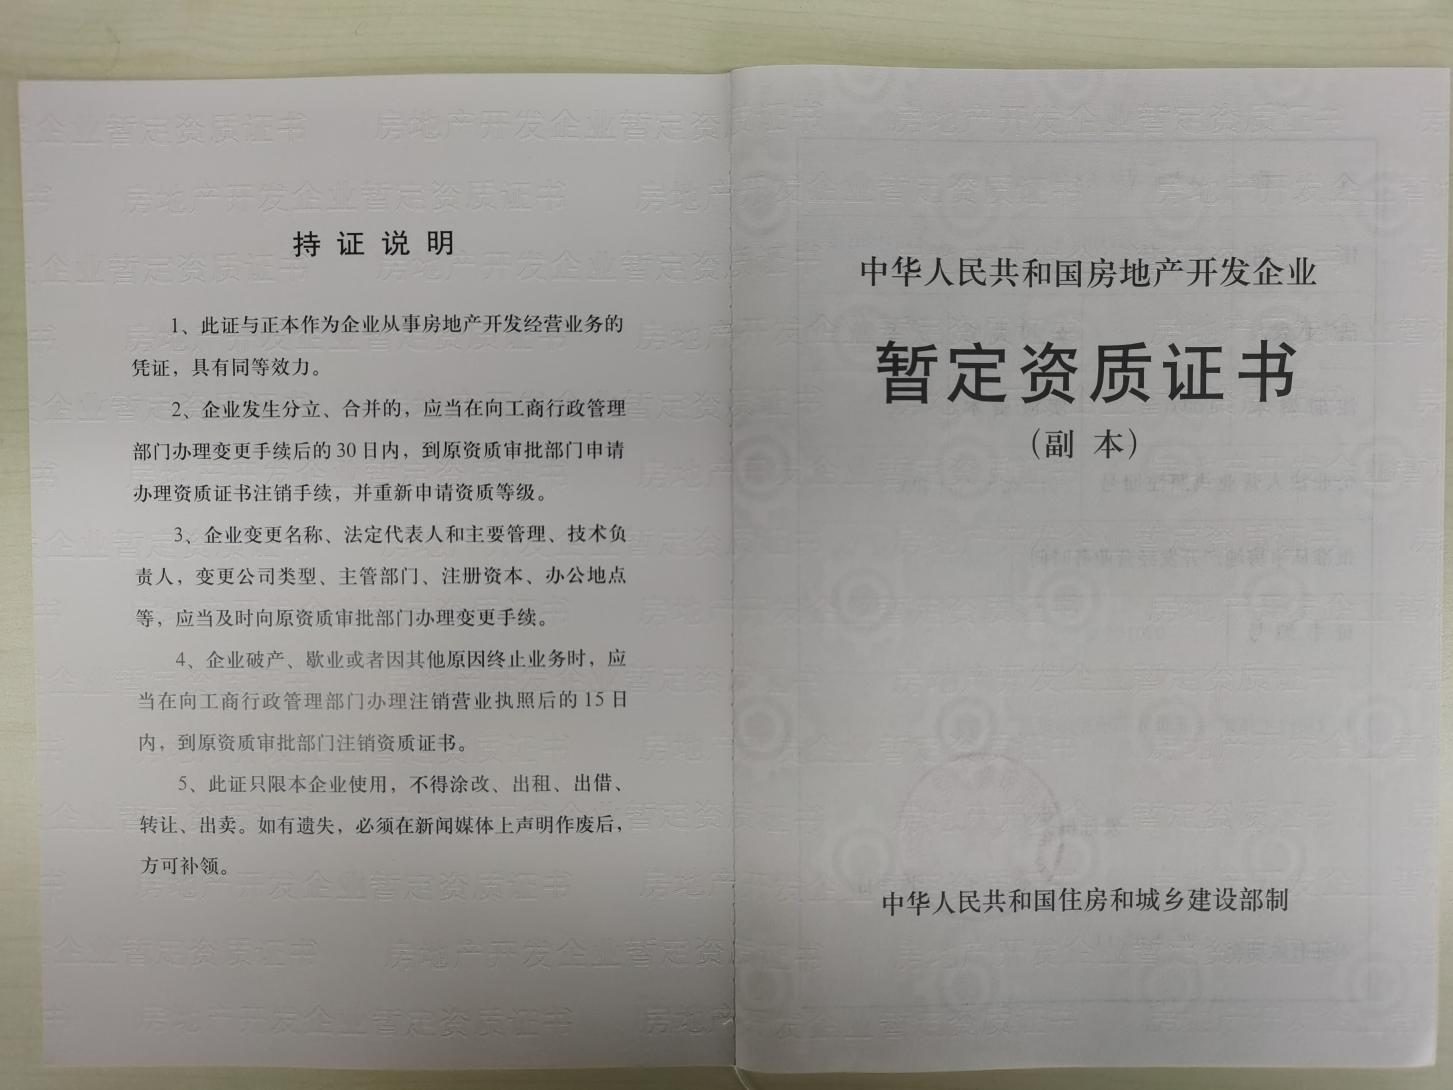 持证说明
1、此证与正本作为企业从事房地产开发经营业务的
凭证，具有同等效力。
2、企业发生分立、合并的，应当在向工商行政管理
部门办理变更手续后的30日内，到原资质审批部门申请
办理资质证书注销手续，并重新申请资质等级。
3、企业变更名称、法定代表人和主要管理、技术负
责人，变更公司类型、主管部门、注册资本、办公地点
等，应当及时向原资质审批部门办理变更手续。
4、企业破产、歇业或者因其他原因终止业务时，应
当在向工商行政管理部门办理注销营业执照后的15日
内，到原资质审批部门注销资质证书。
5、此证只限本企业使用，不得涂改、出租、出借、
转让、出卖。如有遗失，必须在新闻媒体上声明作废后，
方可补领。
中华人民共和国房地产开发企业
暂定资质证书
（副 本）
中华人民共和国住房和城乡建设部制